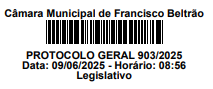 Câmara Municipal de Francisco Beltrão
PROTOCOLO GERAL 903/2025
Data: 09/06/2025 - Horário: 08:56
Legislativo